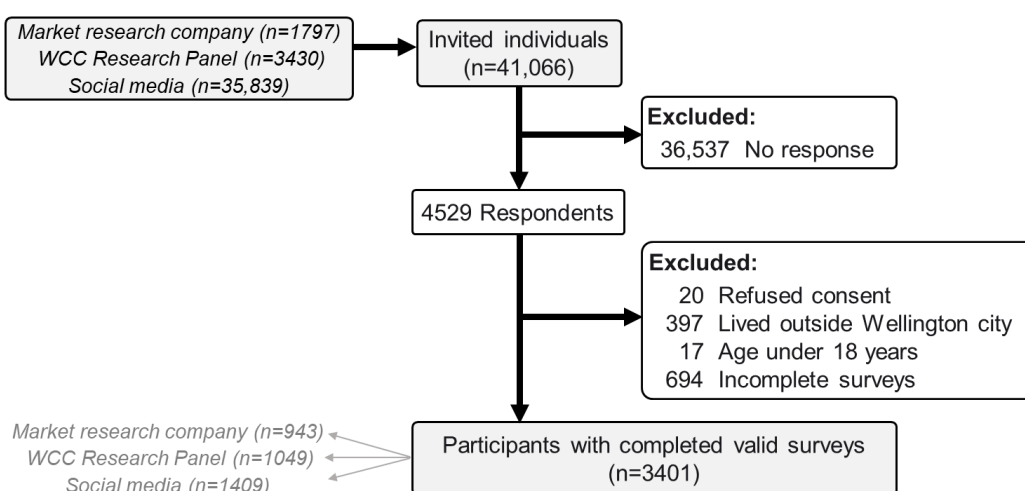 Market research company (n=1797)
WCC Research Panel (n=3430)
Social media (n=35,839)
Invited individuals
(n=41,066)
Excluded:
36,537 No response
4529 Respondents
Excluded:
20 Refused consent
397 Lived outside Wellington city
17 Age under 18 years
694 Incomplete surveys
Market research company (n=943)
WCC Research Panel (n=1049)
Social media (n=1409)
Participants with completed valid surveys
(n=3401)